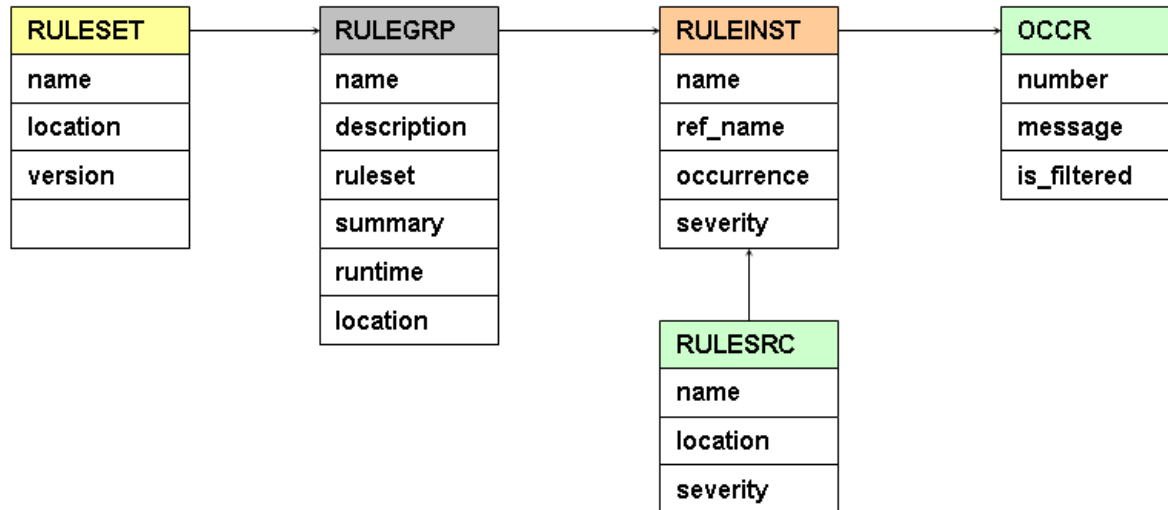 RULESET
name
location
version
RULEGRP
name
description
ruleset
summary
runtime
location
RULEINST
name
ref_name
occurrence
severity
OCCR
number
message
is_filtered
RULESRC
name
location
severity